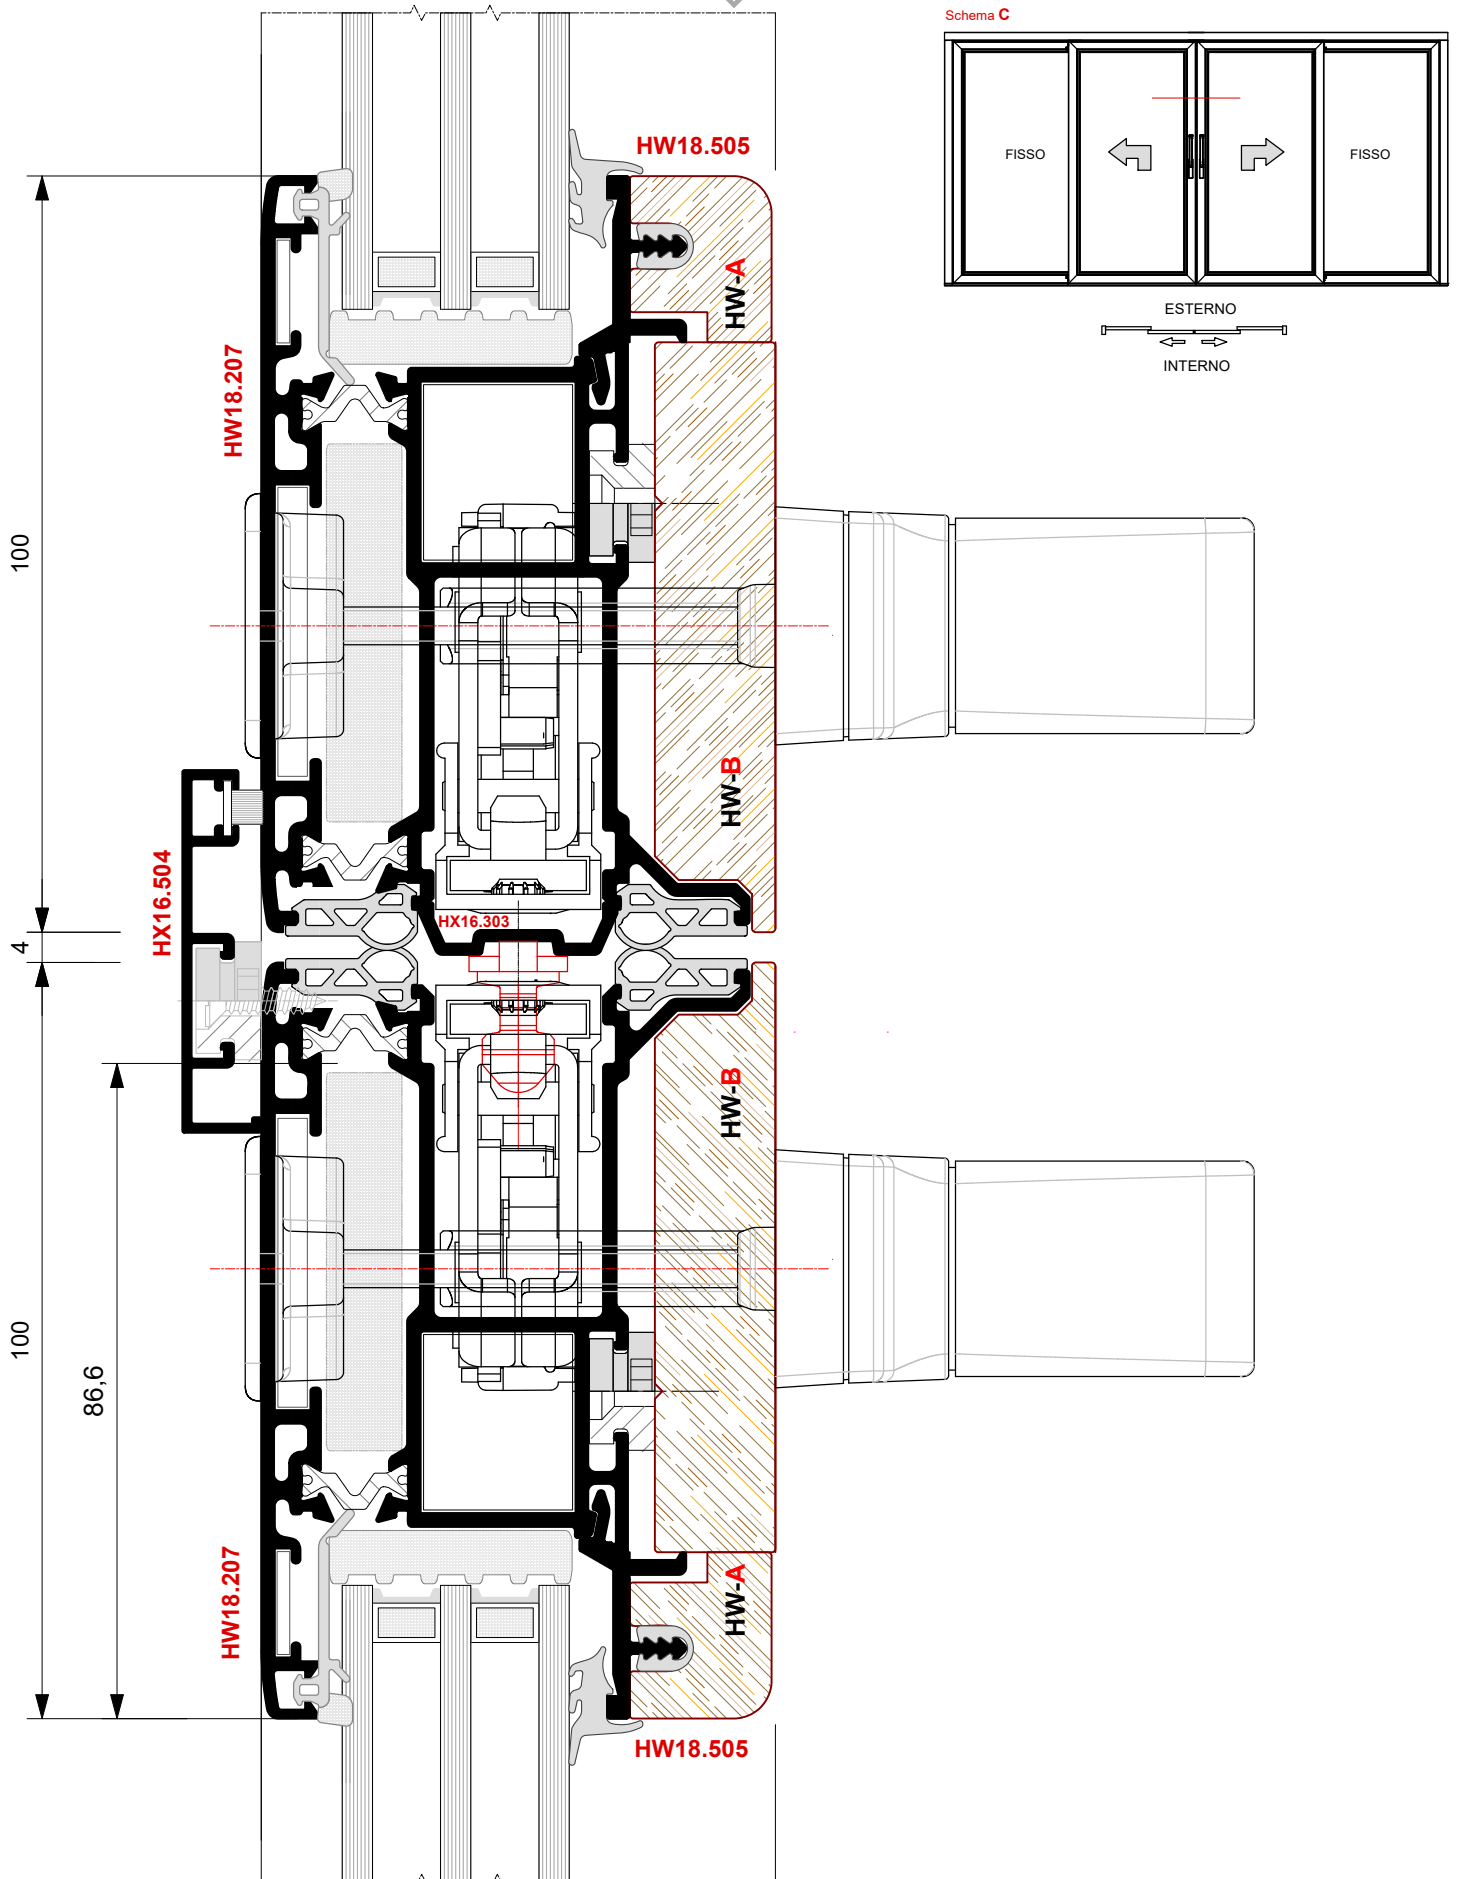 Schema C
FISSO
FISSO
ESTERNO
INTERNO
HW18.505
HW-A
HW18.207
100
HW-B
HX16.504
HX16.303
4
HW-B
100
86,6
HW18.207
HW-A
HW18.505